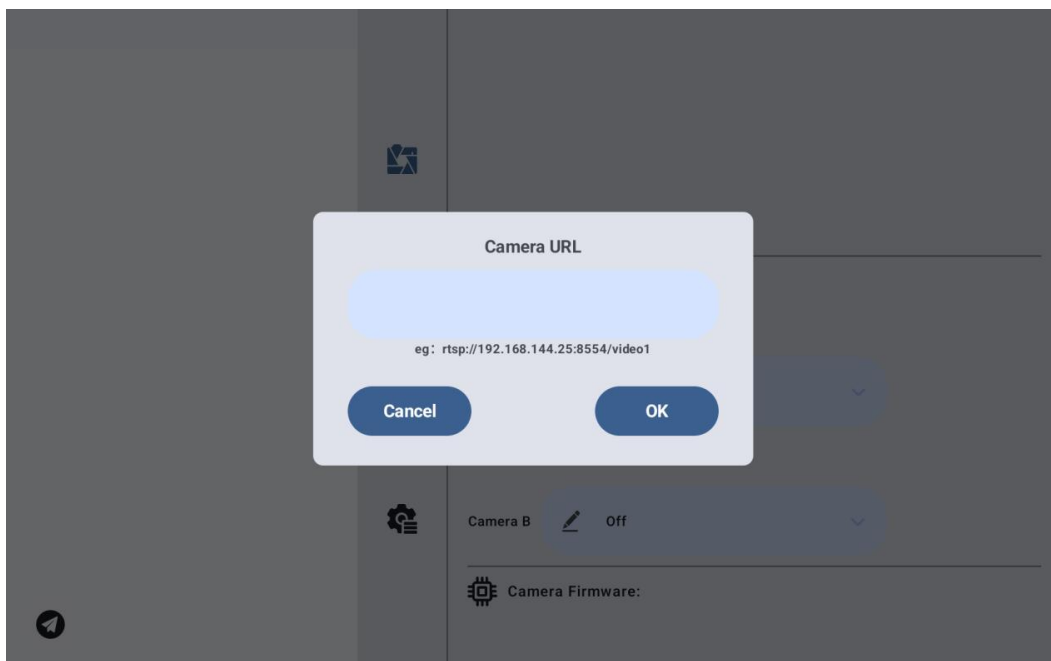 Camera URL
eg：rtsp://192.168.144.25:8554/video1
Cancel OK
Camera B Off
Camera Firmware: